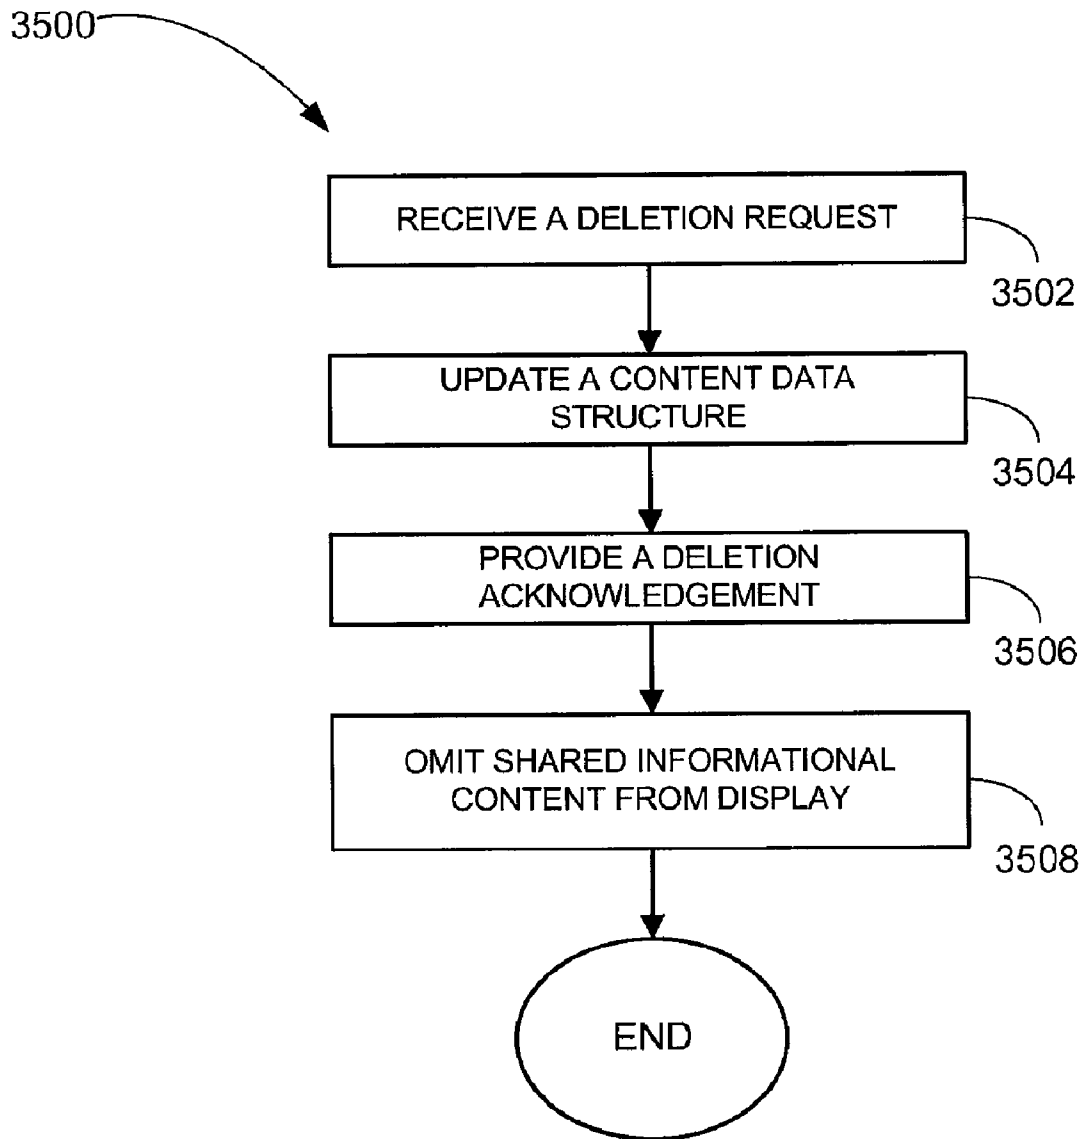 3500
RECEIVE A DELETION REQUEST
3502
UPDATE A CONTENT DATA
STRUCTURE
3504
PROVIDE A DELETION
ACKNOWLEDGEMENT
3506
OMIT SHARED INFORMATIONAL
CONTENT FROM DISPLAY
3508
END